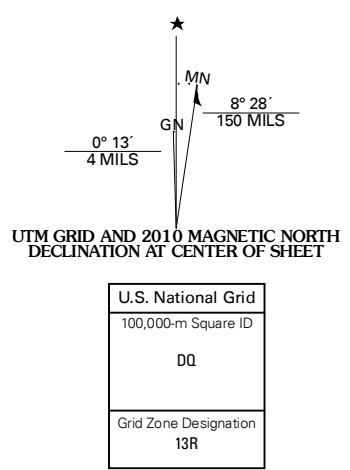 ★
MN
GN
8° 28´
150 MILS
0° 13´
4 MILS
UTM GRID AND 2010 MAGNETIC NORTH
DECLINATION AT CENTER OF SHEET
U.S. National Grid
100,000-m Square ID
DQ
Grid Zone Designation
13R